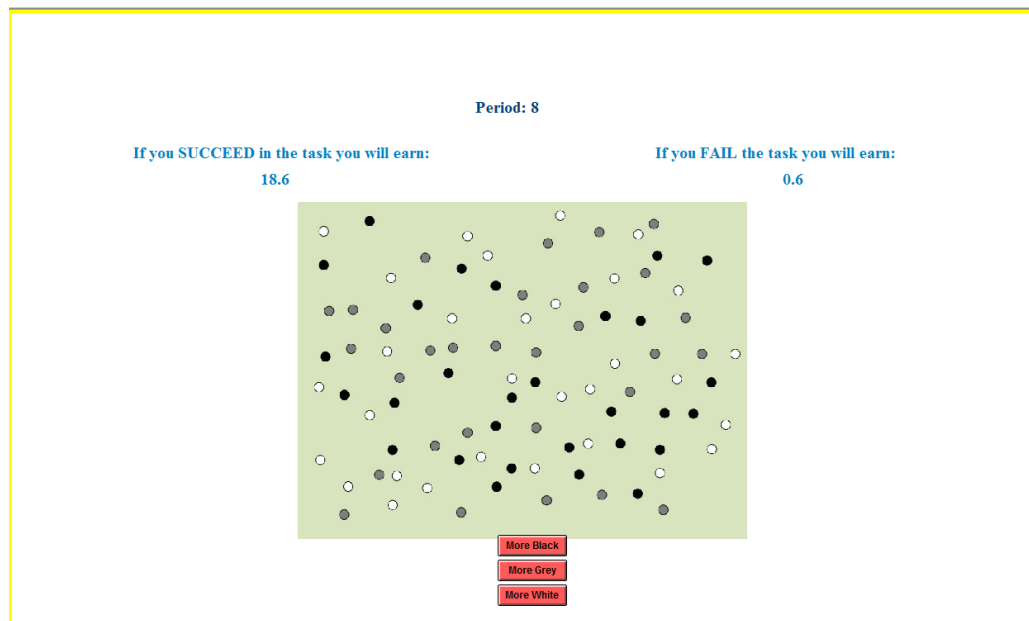 Period: 8
If you SUCCEED in the task you will earn:
18.6
If you FAIL the task you will earn:
0.6
More Black
More Grey
More White